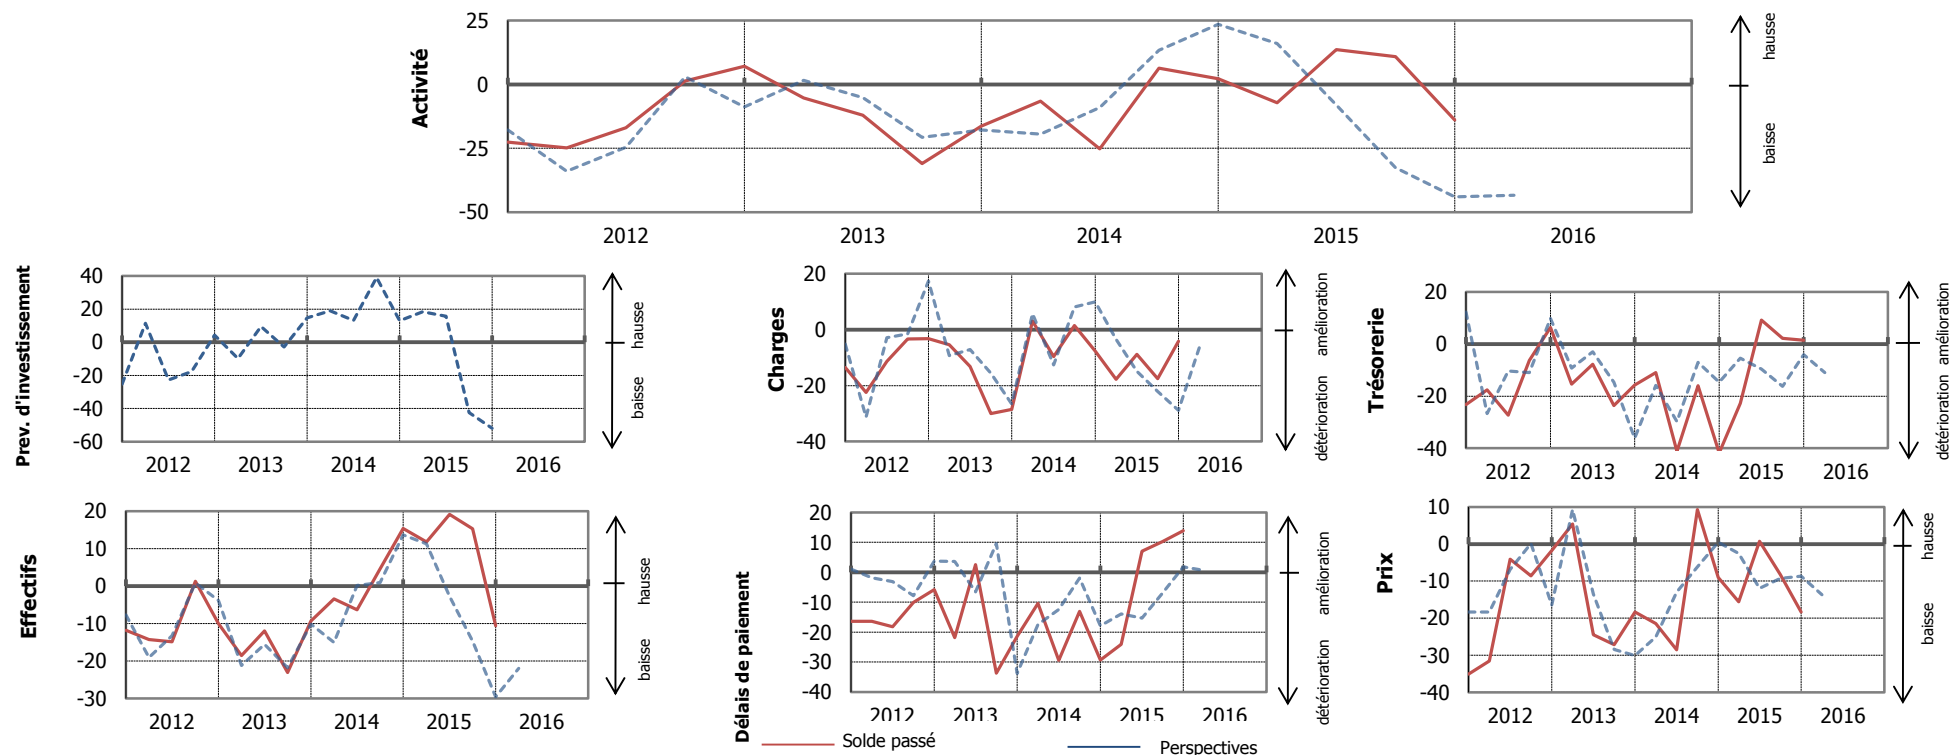 Activité
25
0
-25
-50
2012 2013 2014 2015 2016
hausse
baisse
Prev. d'investissement
40
20
0
-20
-40
-60
2012 2013 2014 2015 2016
hausse
baisse
Charges
20
0
-20
-40
2012 2013 2014 2015 2016
amélioration
détérioration
Trésorerie
20
0
-20
-40
2012 2013 2014 2015 2016
amélioration
détérioration
Effectifs
20
10
0
-10
-20
-30
2012 2013 2014 2015 2016
hausse
baisse
Délais de paiement
20
10
0
-10
-20
-30
-40
2012 2013 2014 2015 2016
amélioration
détérioration
Prix
10
0
-10
-20
-30
-40
2012 2013 2014 2015 2016
hausse
baisse
Solde passé Perspectives